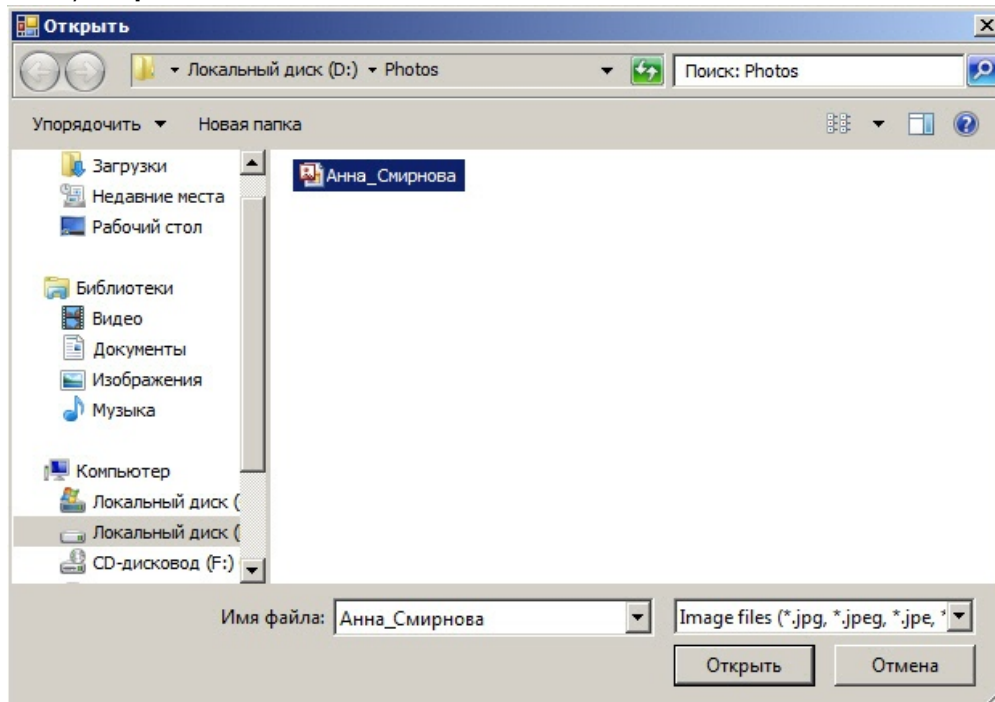 Открыть
Локальный диск (D:) Photos
Поиск: Photos
Упорядочить Новая папка
Загрузки
Недавние места
Рабочий стол
Библиотеки
Видео
Документы
Изображения
Музыка
Компьютер
Локальный диск (
Локальный диск (
CD-дисковод (F:)
Анна_Смирнова
Имя файла: Анна_Смирнова
Image files (*.jpg, *.jpeg, *.jpe, *
Открыть Отмена